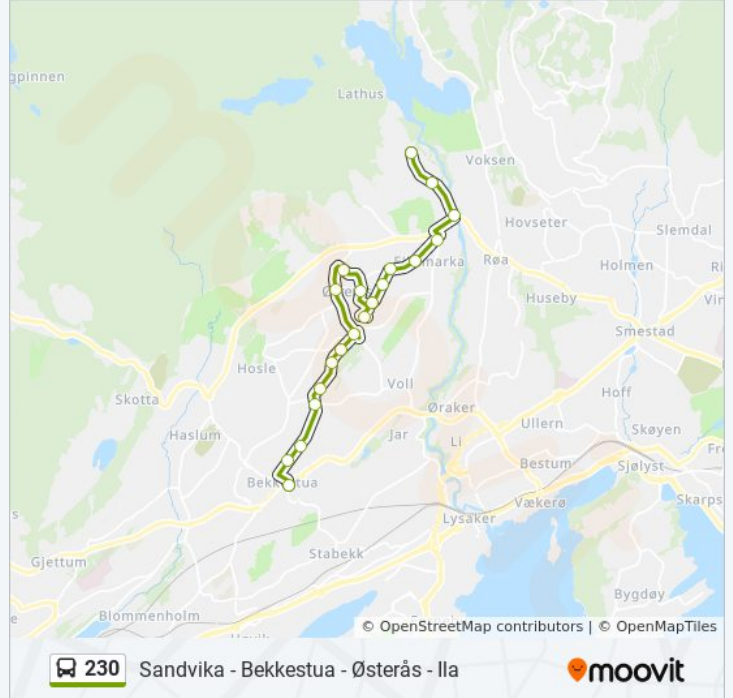 gpinnen
Lathus
Voksen
Hovseter
Slemdal
Røa
Holmen
Ri
Huseby
Vin
Smestad
Hosle
Voll
Hoff
Skotta
Øraker
Ullern
Skøyen
Haslum
Jar
Li
Fre
Bestum
Sjølyst
Bekkestua
Vækerø
Skarps
Lysaker
s
Stabekk
Gjettum
Bygdøy
Blommenholm
© OpenStreetMap contributors | © OpenMapTiles
230 Sandvika - Bekkestua - Østerås - Ila
moovit